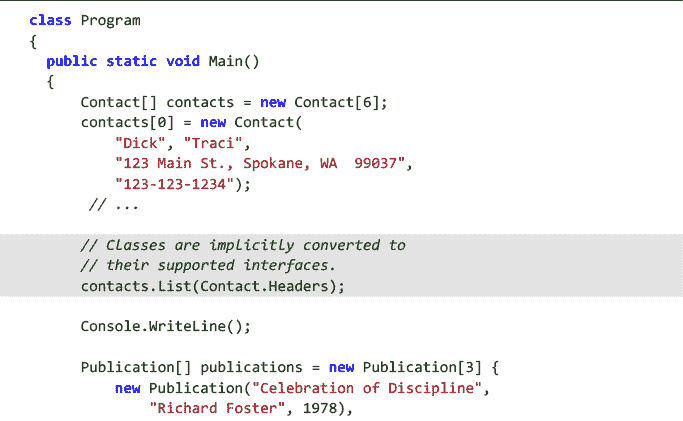 class Program
{
  public static void Main()
  {
      Contact[] contacts = new Contact[6];
      contacts[0] = new Contact(
          "Dick", "Traci",
          "123 Main St., Spokane, WA  99037",
          "123-123-1234");
       // ...

      // Classes are implicitly converted to
      // their supported interfaces.
      contacts.List(Contact.Headers);

      Console.WriteLine();

      Publication[] publications = new Publication[3] {
          new Publication("Celebration of Discipline",
              "Richard Foster", 1978),